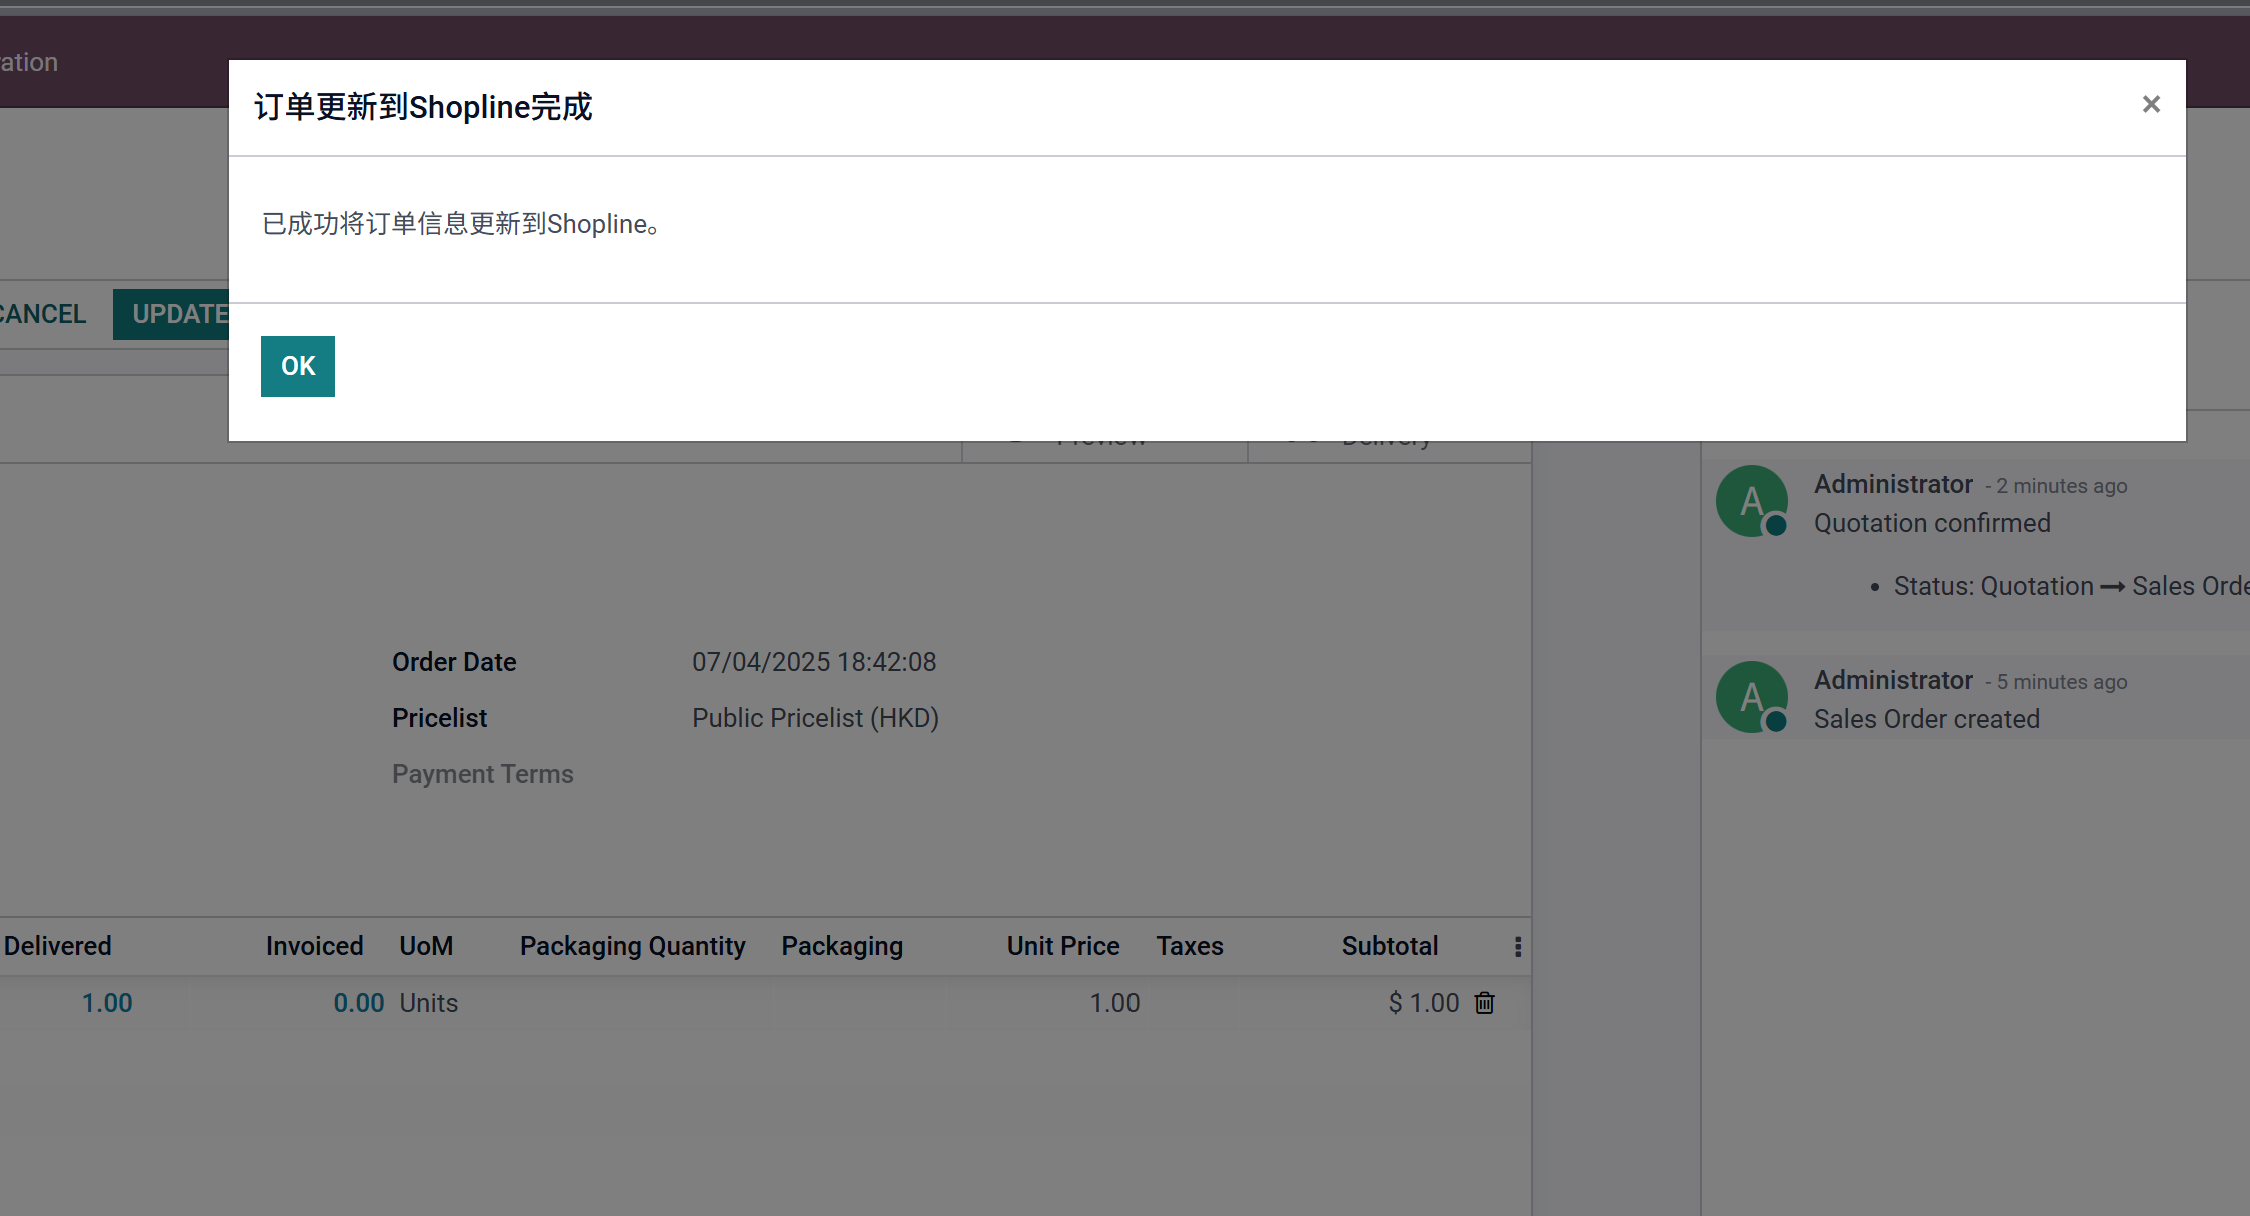 ation
订单更新到Shopline完成
×
已成功将订单信息更新到Shopline。
CANCEL
UPDATE
OK
Preview
Delivery
A
Administrator - 2 minutes ago
Quotation confirmed
• Status: Quotation → Sales Orde
A
Administrator - 5 minutes ago
Sales Order created
Order Date 07/04/2025 18:42:08
Pricelist Public Pricelist (HKD)
Payment Terms
Delivered Invoiced UoM Packaging Quantity Packaging Unit Price Taxes Subtotal
1.00 0.00 Units 1.00 $ 1.00